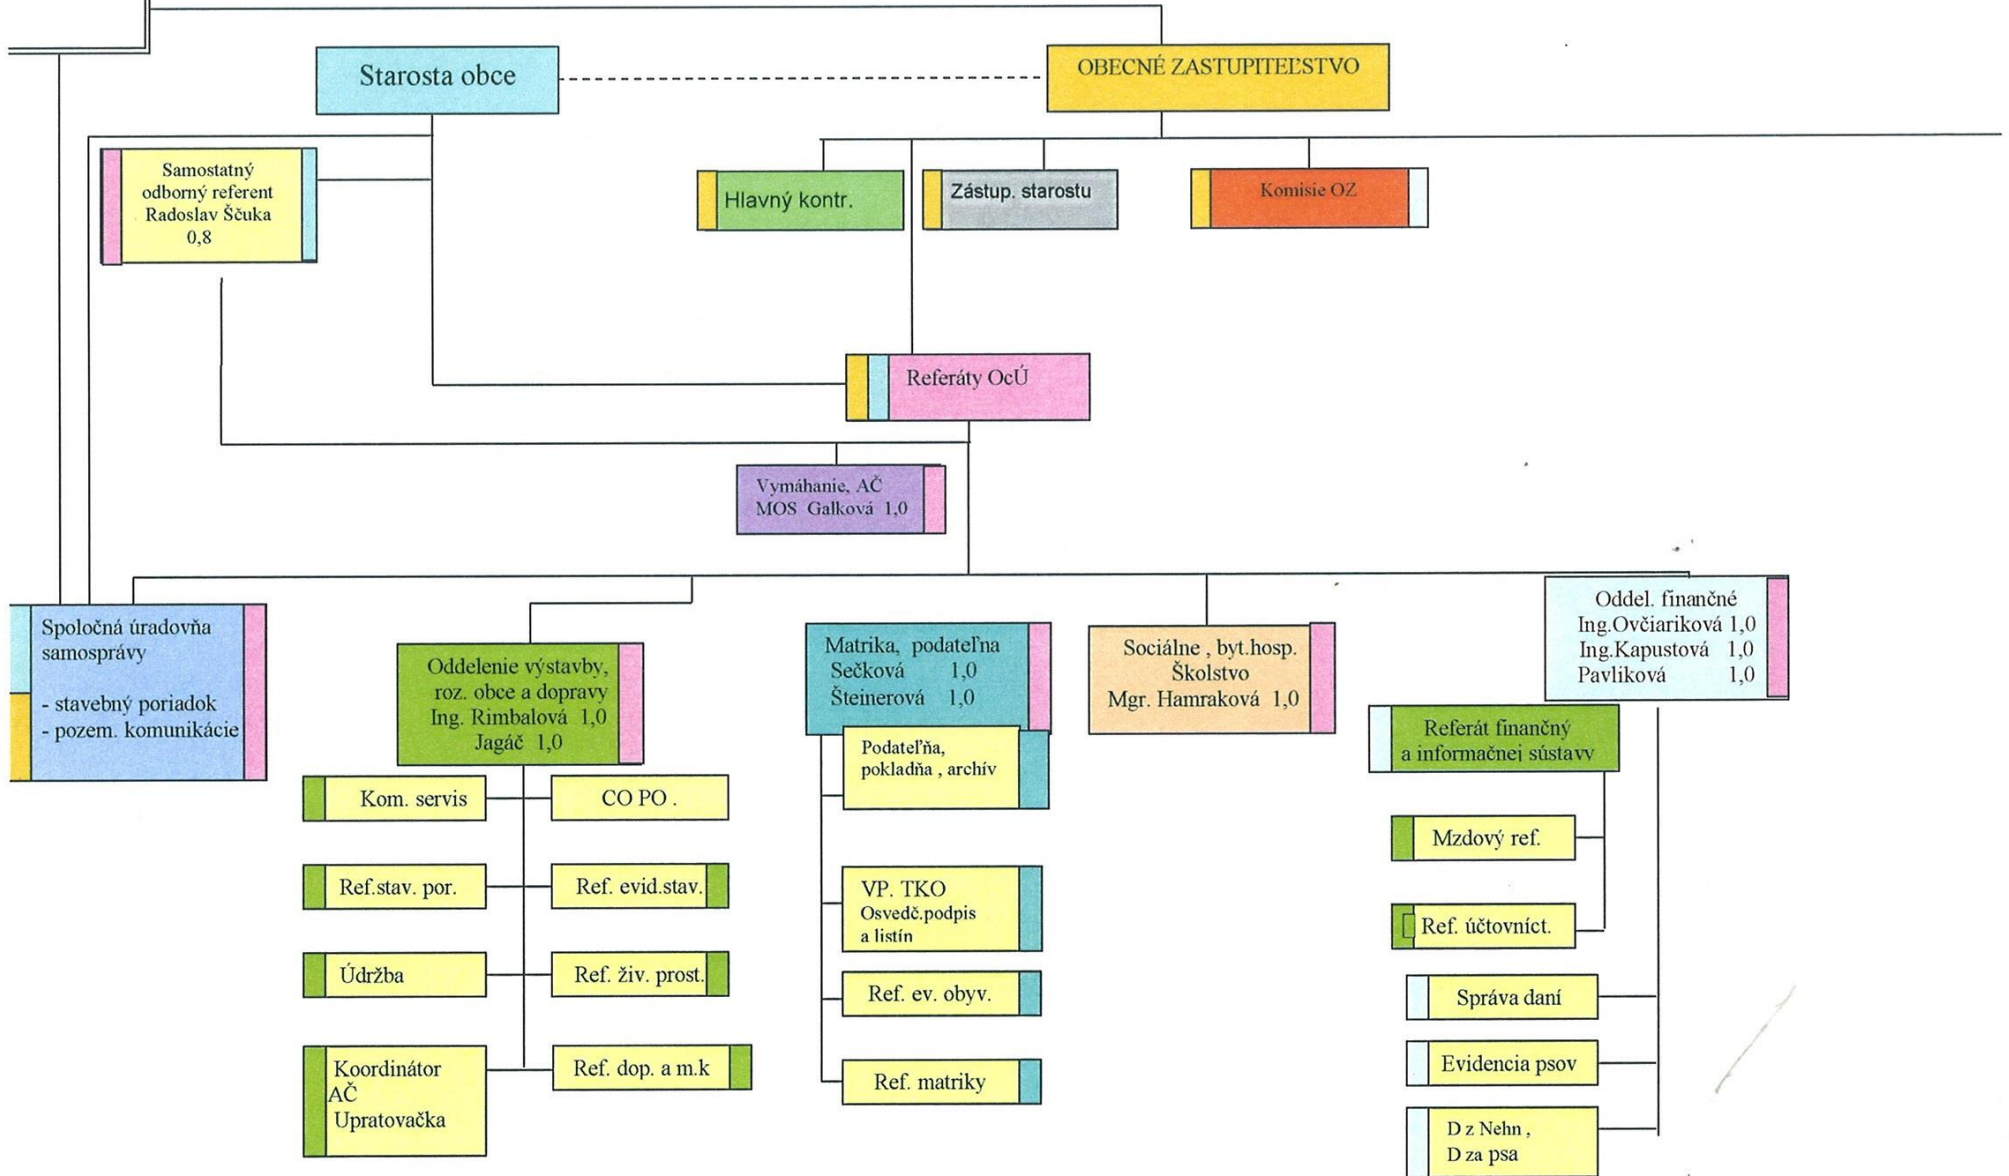 Starosta obce
OBECNÉ ZASTUPITEĽSTVO
Samostatný
odborný referent
Radoslav Ščuka
0,8
Hlavný kontr.
Zástup. starostu
Komisie OZ
Referáty OcÚ
Vymáhanie, AČ
MOS Galková 1,0
Spoločná úradovňa
samosprávy
- stavebný poriadok
- pozem. komunikácie
Oddelenie výstavby,
roz. obce a dopravy
Ing. Rimbalová 1,0
Jagáč 1,0
Kom. servis
CO PO .
Ref.stav. por.
Ref. evid.stav.
Údržba
Ref. živ. prost.
Koordinátor
AČ
Upratovačka
Ref. dop. a m.k
Matrika, podateľna
Sečková 1,0
Šteinerová 1,0
Podateľňa,
pokladňa , archív
VP. TKO
Osvedč.podpis
a listín
Ref. ev. obyv.
Ref. matriky
Sociálne , byt.hosp.
Školstvo
Mgr. Hamraková 1,0
Oddel. finančné
Ing.Ovčiariková 1,0
Ing.Kapustová 1,0
Pavliková 1,0
Referát finančný
a informačnej sústavy
Mzdový ref.
Ref. účtovníct.
Správa daní
Evidencia psov
D z Nehn ,
D za psa